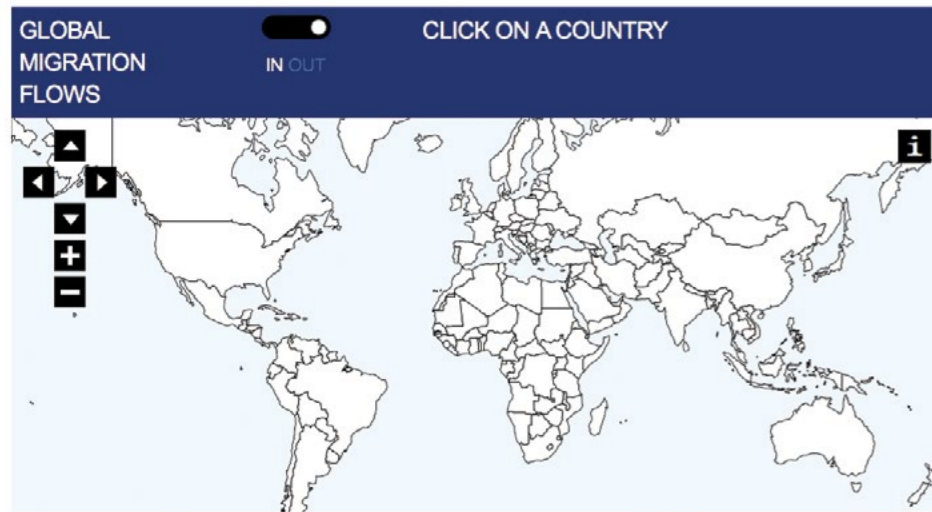 GLOBAL
MIGRATION
FLOWS
IN OUT
CLICK ON A COUNTRY
i